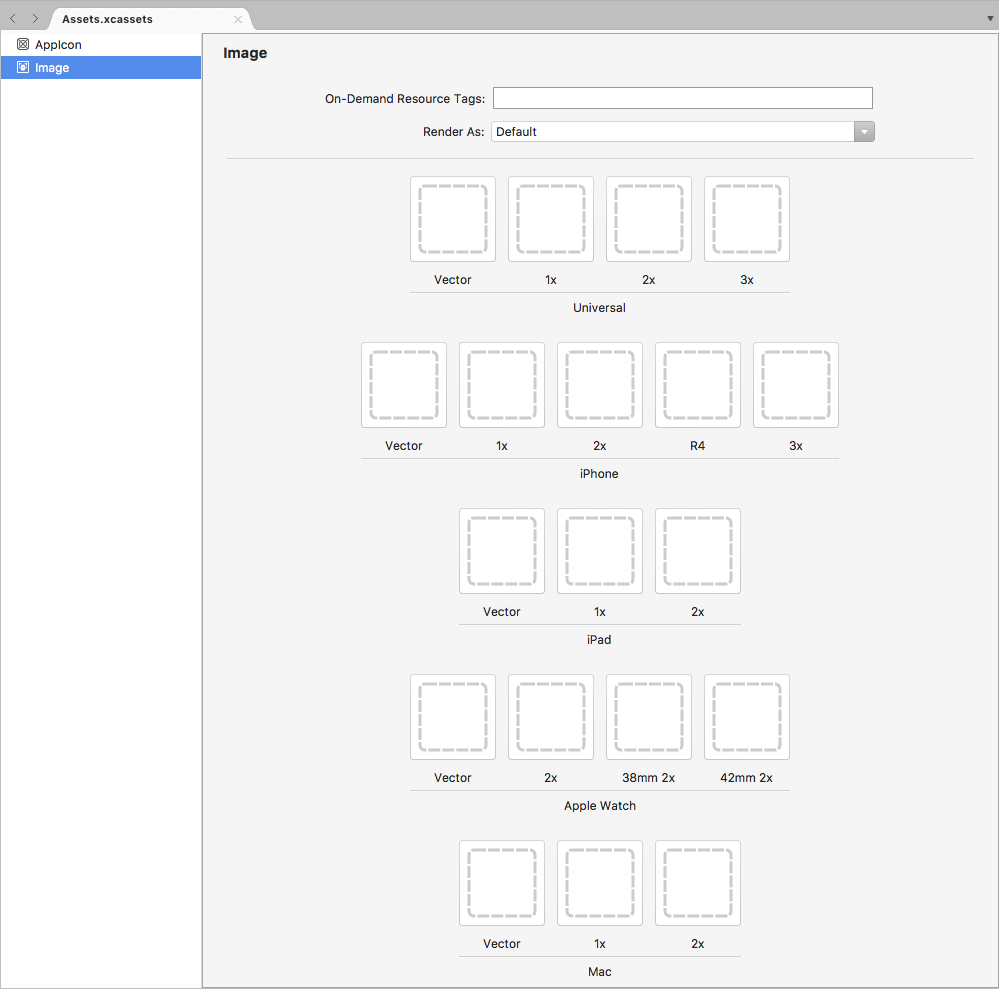 Assets.xcassets
AppIcon
Image
Image
On-Demand Resource Tags:
Render As: Default
Vector 1x 2x 3x
Universal
Vector 1x 2x R4 3x
iPhone
Vector 1x 2x
iPad
Vector 2x 38mm 2x 42mm 2x
Apple Watch
Vector 1x 2x
Mac